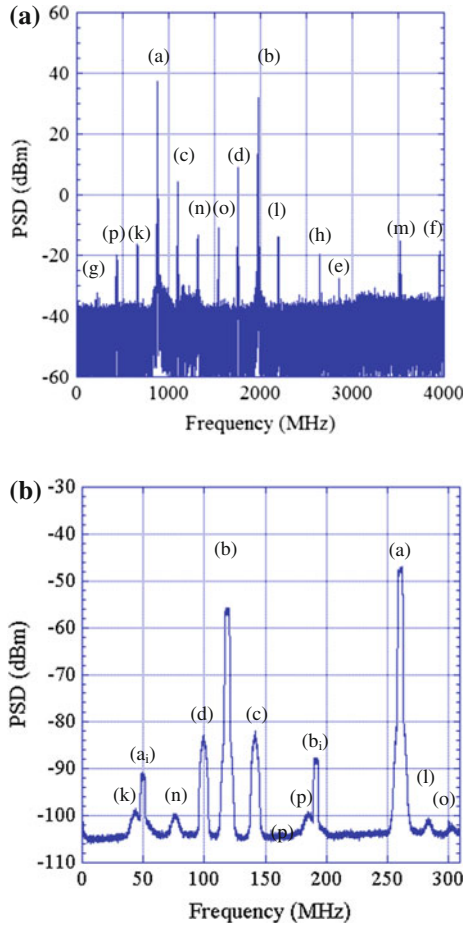 (a)
60
40
20
0
-20
-40
-60
PSD (dBm)
(a)
(b)
(c)
(d)
(n) (o)
(l)
(p) (k)
(g)
(h)
(e)
(m)
(f)
0
1000
2000
3000
4000
Frequency (MHz)
(b)
-30
-40
-50
-60
-70
-80
-90
-100
-110
PSD (dBm)
(b)
(a)
(d)
(c)
(ai)
(bi)
(k)
(n)
(p)
(p)
(l)
(o)
0
50
100
150
200
250
300
Frequency (MHz)